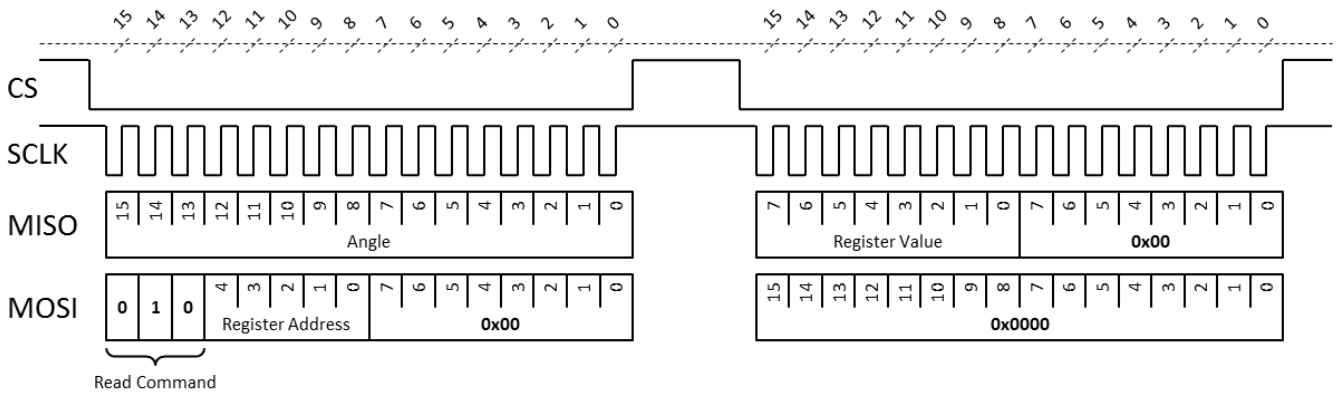 15 14 13 12 11 10 9 8 7 6 5 4 3 2 1 0 15 14 13 12 11 10 9 8 7 6 5 4 3 2 1 0
CS
SCLK
MISO 15 14 13 12 11 10 9 8 7 6 5 4 3 2 1 0 7 6 5 4 3 2 1 0 7 6 5 4 3 2 1 0
Angle Register Value 0x00
MOSI 0 1 0 4 3 2 1 0 7 6 5 4 3 2 1 0 15 14 13 12 11 10 9 8 7 6 5 4 3 2 1 0
Register Address 0x00 0x0000
Read Command